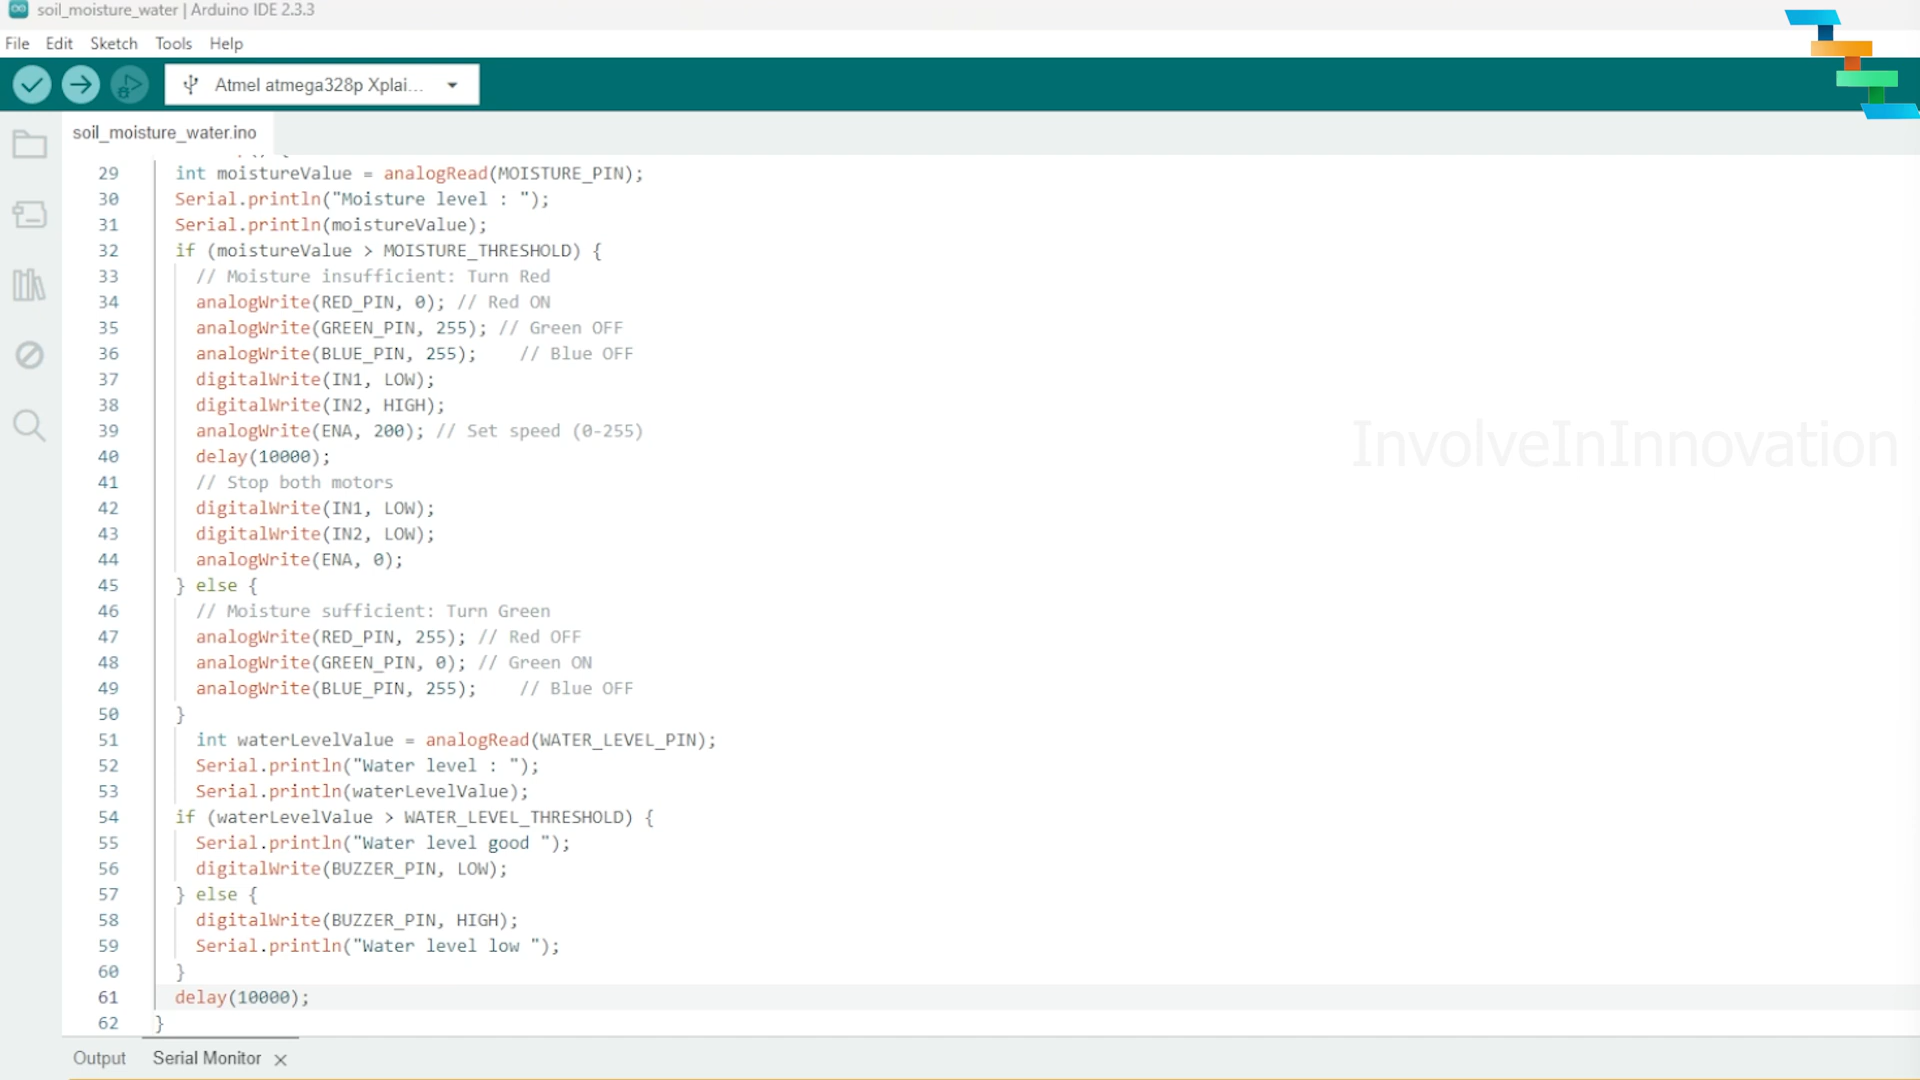 soil_moisture_water | Arduino IDE 2.3.3
File Edit Sketch Tools Help
Atmel atmega328p Xplai...
soil_moisture_water.ino
29 int moistureValue = analogRead(MOISTURE_PIN);
30 Serial.println("Moisture level : ");
31 Serial.println(moistureValue);
32 if (moistureValue > MOISTURE_THRESHOLD) {
33 // Moisture insufficient: Turn Red
34 analogWrite(RED_PIN, 0); // Red ON
35 analogWrite(GREEN_PIN, 255); // Green OFF
36 analogWrite(BLUE_PIN, 255);    // Blue OFF
37 digitalWrite(IN1, LOW);
38 digitalWrite(IN2, HIGH);
39 analogWrite(ENA, 200); // Set speed (0-255)
InvolveInInnovation
40 delay(10000);
41 // Stop both motors
42 digitalWrite(IN1, LOW);
43 digitalWrite(IN2, LOW);
44 analogWrite(ENA, 0);
45 } else {
46 // Moisture sufficient: Turn Green
47 analogWrite(RED_PIN, 255); // Red OFF
48 analogWrite(GREEN_PIN, 0); // Green ON
49 analogWrite(BLUE_PIN, 255);    // Blue OFF
50 }
51 int waterLevelValue = analogRead(WATER_LEVEL_PIN);
52 Serial.println("Water level : ");
53 Serial.println(waterLevelValue);
54 if (waterLevelValue > WATER_LEVEL_THRESHOLD) {
55 Serial.println("Water level good ");
56 digitalWrite(BUZZER_PIN, LOW);
57 } else {
58 digitalWrite(BUZZER_PIN, HIGH);
59 Serial.println("Water level low ");
60 }
61 delay(10000);
62 }
Output Serial Monitor